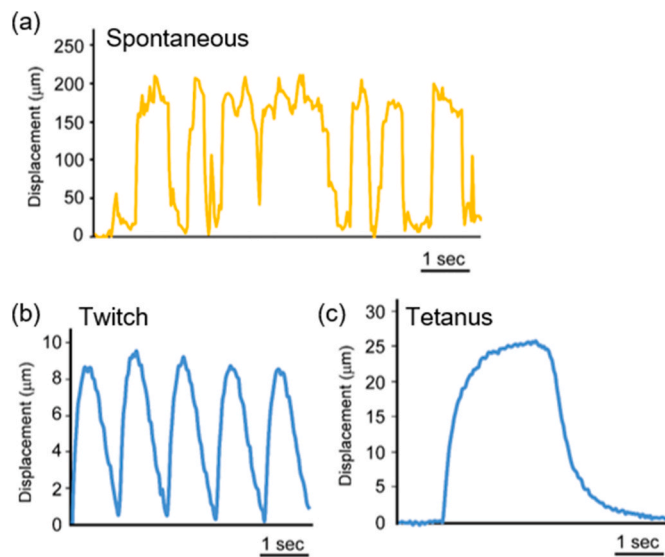 (a)
Spontaneous
Displacement (μm)
250
200
150
100
50
0
1 sec
(b)
Twitch
Displacement (μm)
10
8
6
4
2
0
1 sec
(c)
Tetanus
Displacement (μm)
30
25
20
15
10
5
0
1 sec